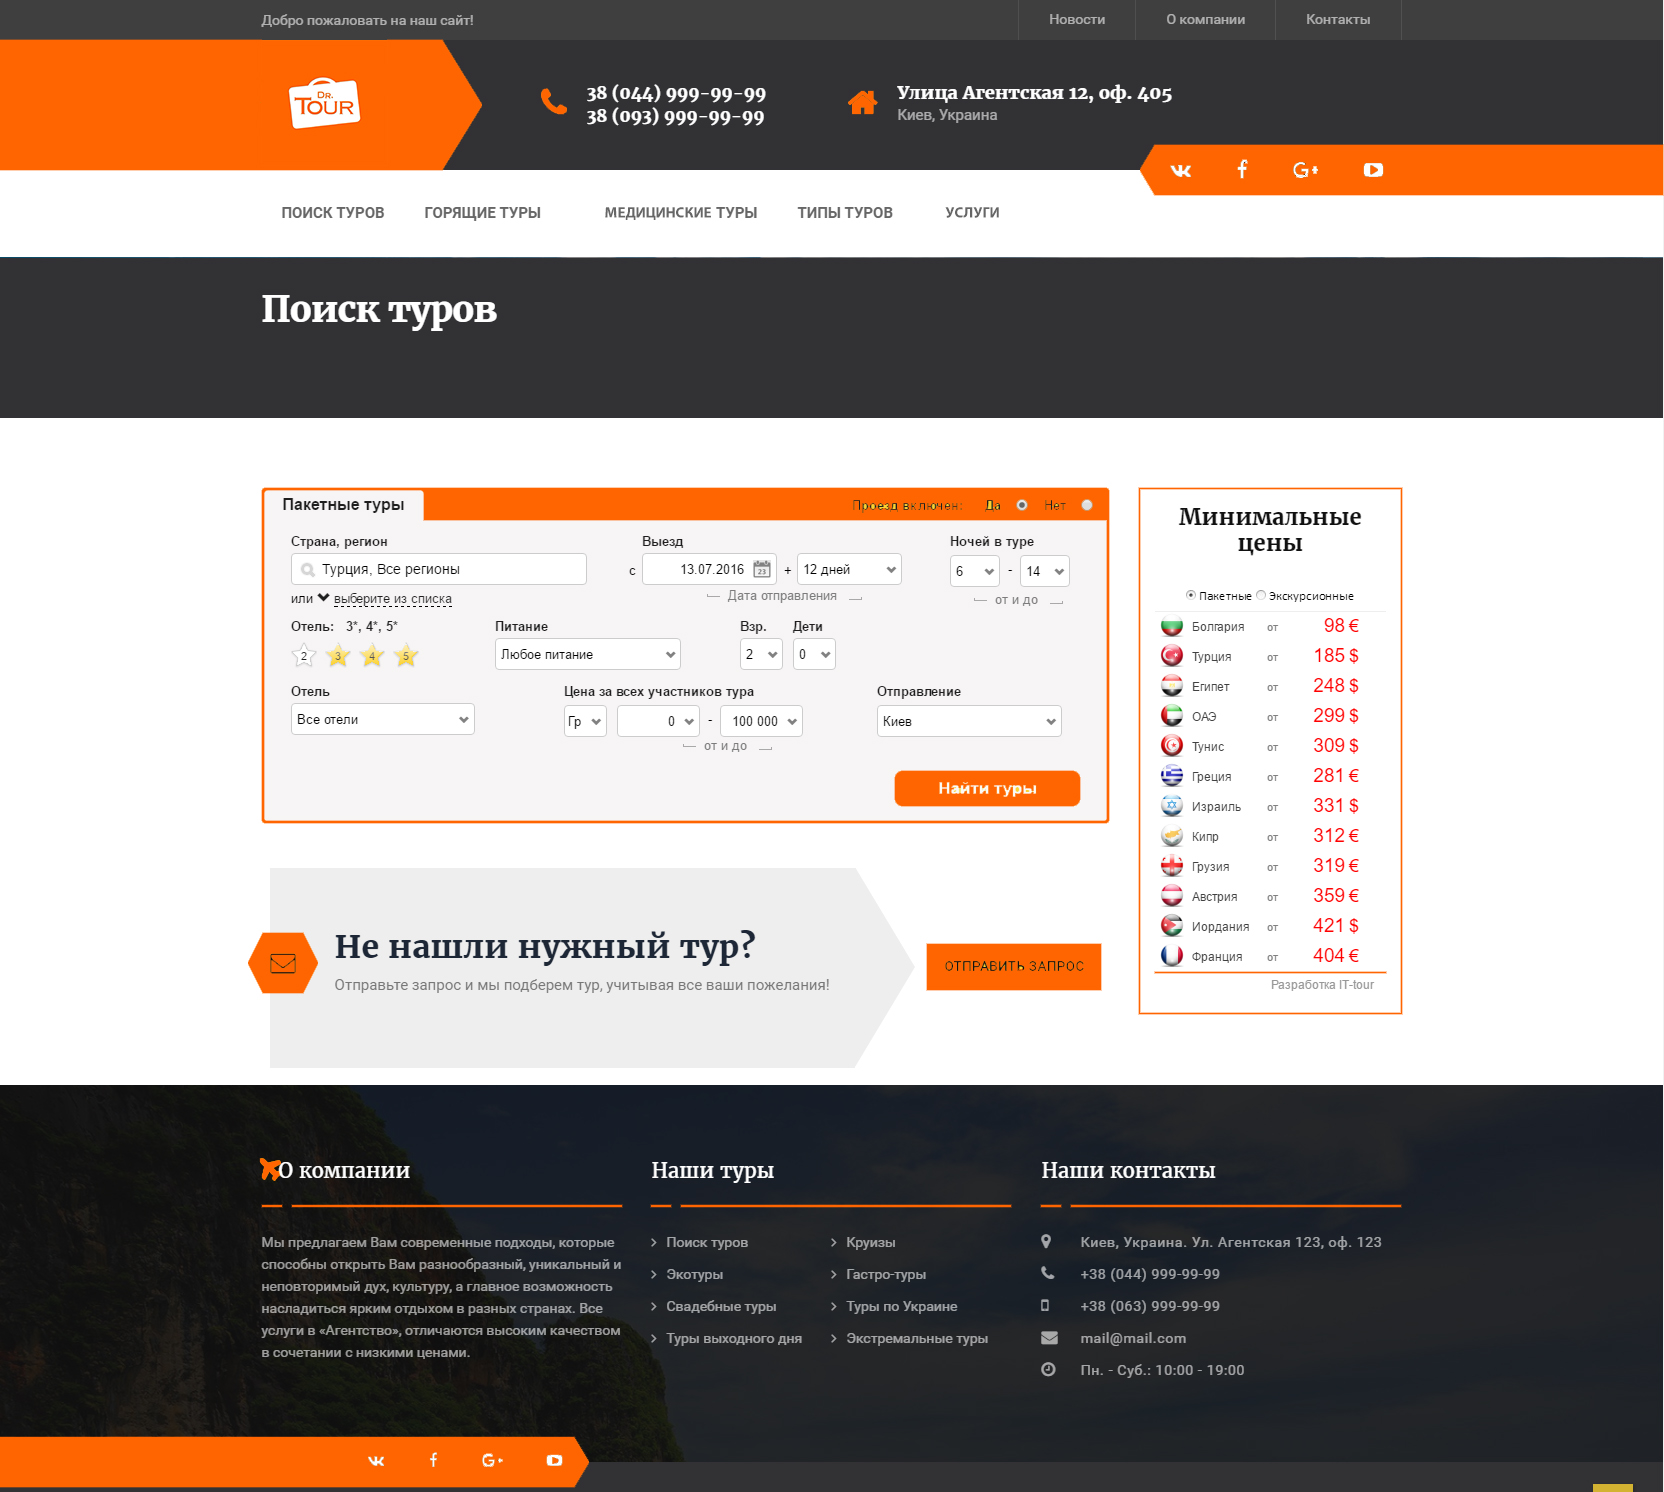 Добро пожаловать на наш сайт!
Новости
О компании
Контакты
DR.
TOUR
38 (044) 999-99-99
38 (093) 999-99-99
Улица Агентская 12, оф. 405
Киев, Украина
ПОИСК ТУРОВ
ГОРЯЩИЕ ТУРЫ
МЕДИЦИНСКИЕ ТУРЫ
ТИПЫ ТУРОВ
УСЛУГИ
Поиск туров
Пакетные туры
Проезд включен: Да Нет
Страна, регион
Турция, Все регионы
или выберите из списка
Выезд
с 13.07.2016 23 + 12 дней
Дата отправления
Ночей в туре
6 - 14
от и до
Отель: 3*, 4*, 5*
2 3 4 5
Питание
Любое питание
Взр.
2
Дети
0
Отель
Все отели
Цена за всех участников тура
Гр 0 - 100 000
от и до
Отправление
Киев
Найти туры
Минимальные
цены
Пакетные Экскурсионные
Болгария от 98 €
Турция от 185 $
Египет от 248 $
ОАЭ от 299 $
Тунис от 309 $
Греция от 281 €
Израиль от 331 $
Кипр от 312 €
Грузия от 319 €
Австрия от 359 €
Иордания от 421 $
Франция от 404 €
Разработка IT-tour
Не нашли нужный тур?
Отправьте запрос и мы подберем тур, учитывая все ваши пожелания!
ОТПРАВИТЬ ЗАПРОС
О компании
Мы предлагаем Вам современные подходы, которые
способны открыть Вам разнообразный, уникальный и
неповторимый дух, культуру, а главное возможность
насладиться ярким отдыхом в разных странах. Все
услуги в «Агентство», отличаются высоким качеством
в сочетании с низкими ценами.
Наши туры
Поиск туров
Экотуры
Свадебные туры
Туры выходного дня
Круизы
Гастро-туры
Туры по Украине
Экстремальные туры
Наши контакты
Киев, Украина. Ул. Агентская 123, оф. 123
+38 (044) 999-99-99
+38 (063) 999-99-99
mail@mail.com
Пн. - Суб.: 10:00 - 19:00